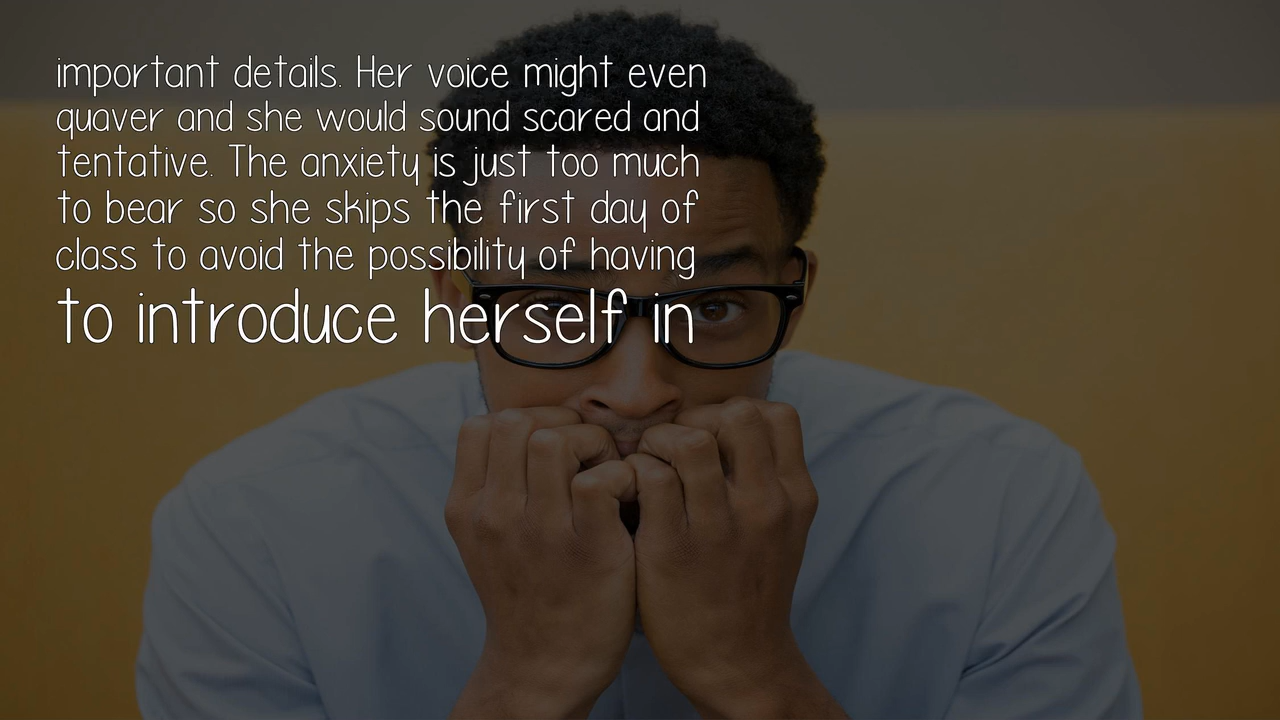 important details. Her voice might even
quaver and she would sound scared and
tentative. The anxiety is just too much
to bear so she skips the first day of
class to avoid the possibility of having
to introduce herself in